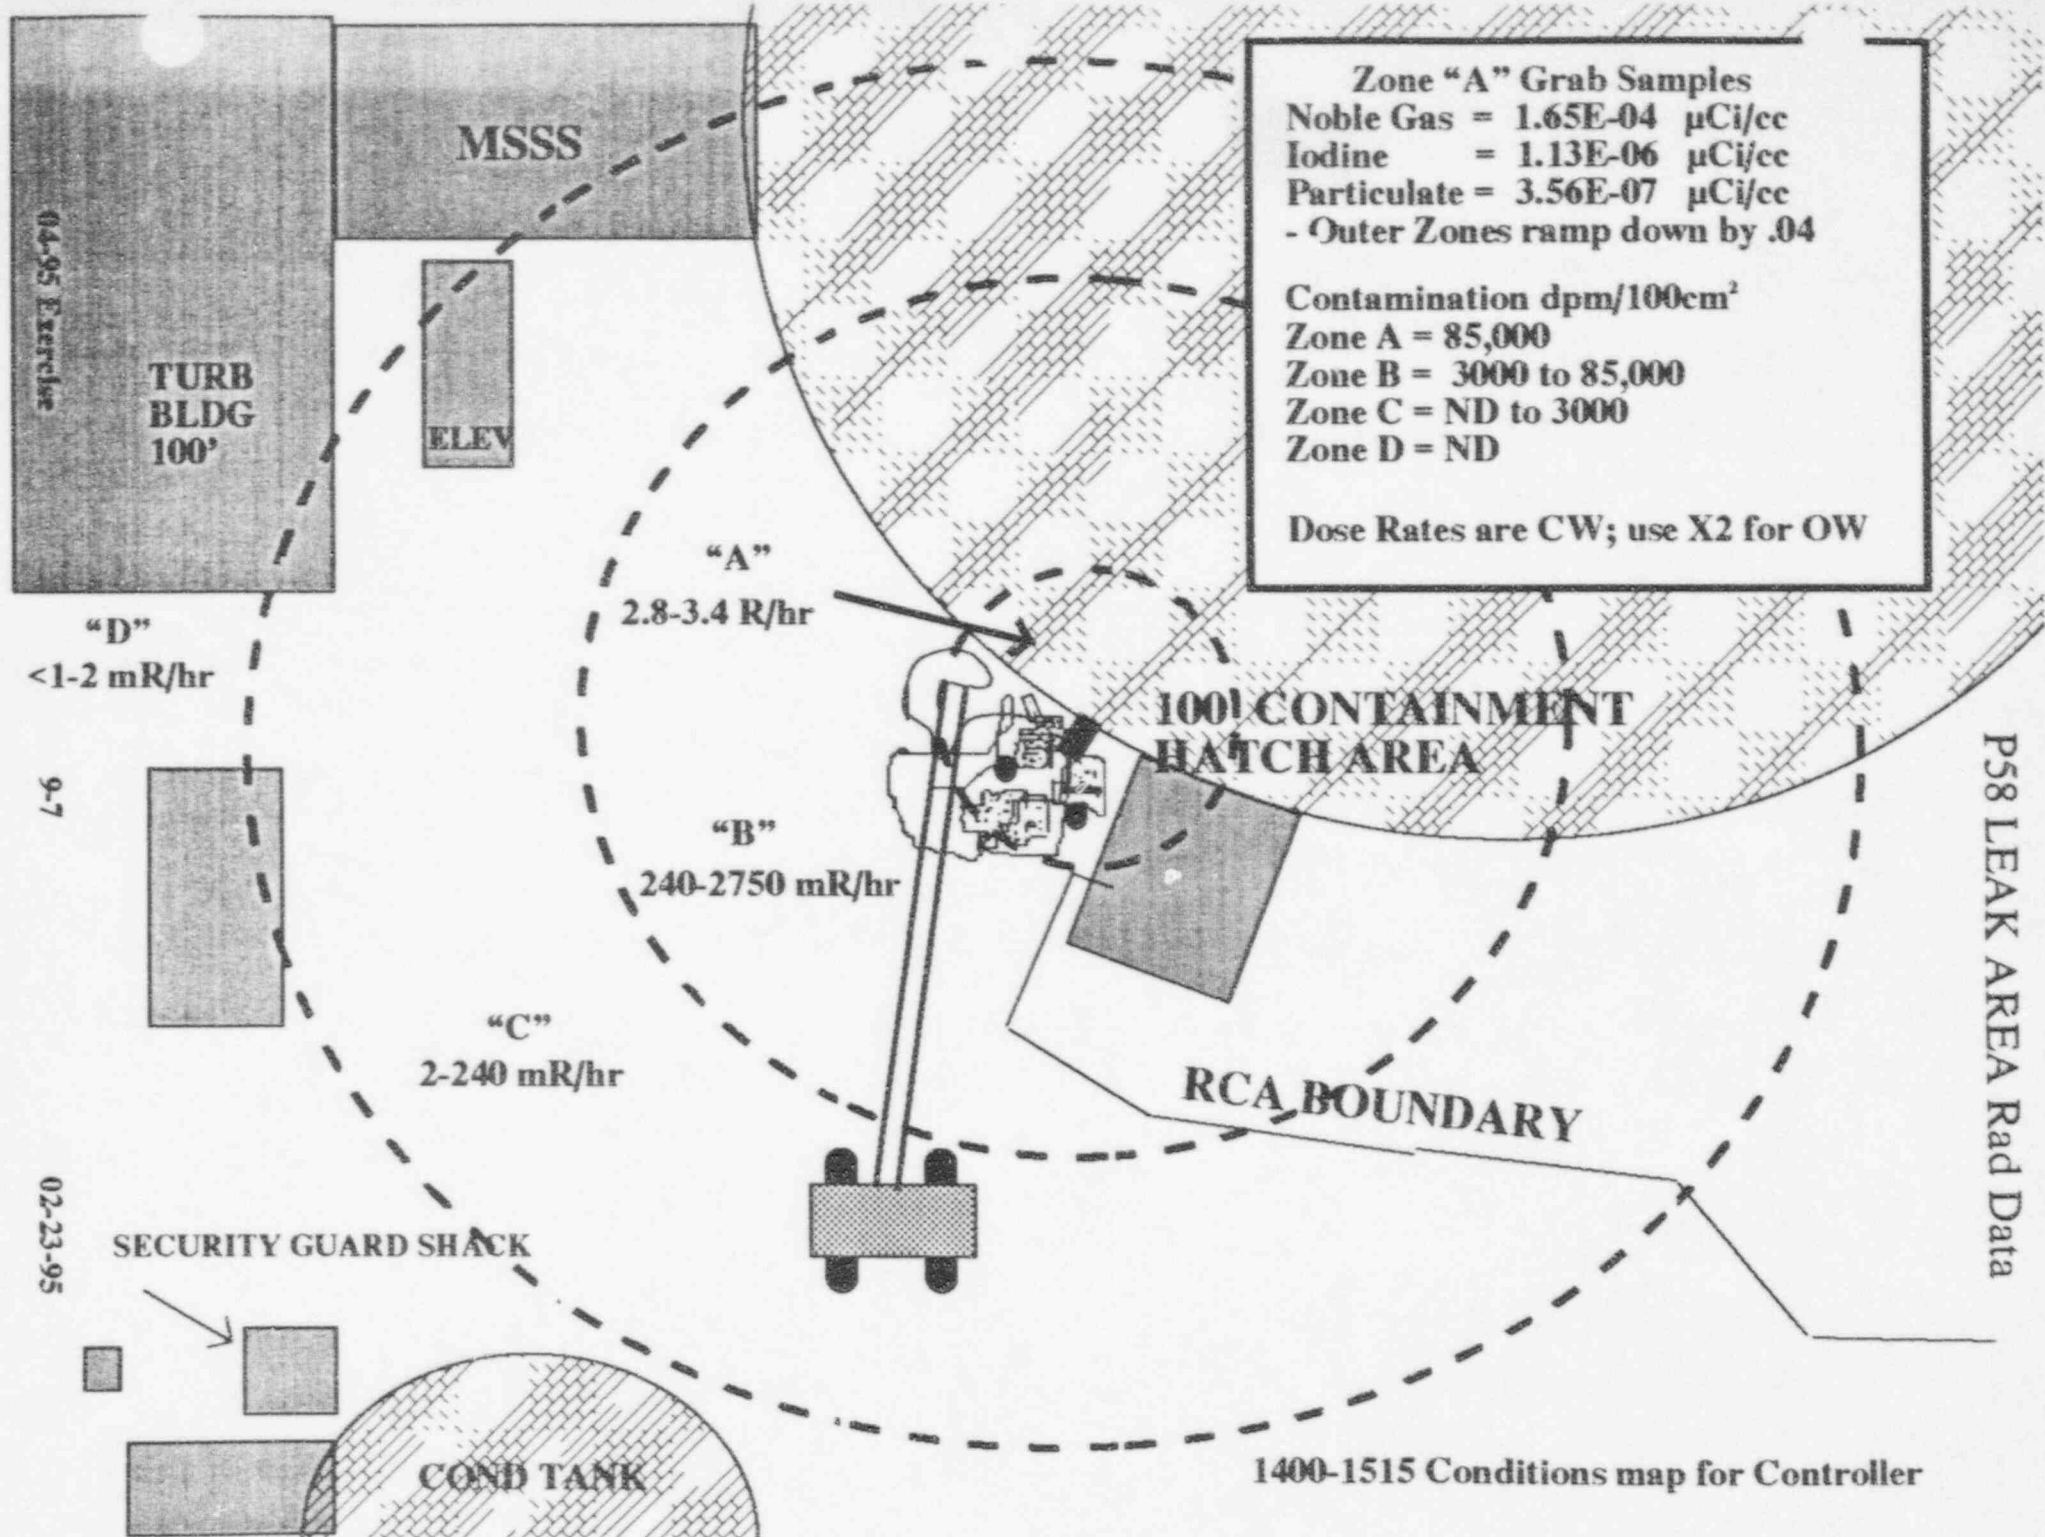 MSSS
Zone “A” Grab Samples
Noble Gas = 1.65E-04 µCi/cc
Iodine = 1.13E-06 µCi/cc
Particulate = 3.56E-07 µCi/cc
- Outer Zones ramp down by .04
Contamination dpm/100cm²
Zone A = 85,000
Zone B = 3000 to 85,000
Zone C = ND to 3000
Zone D = ND
Dose Rates are CW; use X2 for OW
04-95 Exercise
TURB
BLDG
100'
ELEV
“A”
2.8-3.4 R/hr
“D”
<1-2 mR/hr
100' CONTAINMENT
HATCH AREA
P58 LEAK AREA Rad Data
9-7
“B”
240-2750 mR/hr
“C”
2-240 mR/hr
RCA BOUNDARY
02-23-95
SECURITY GUARD SHACK
COND TANK
1400-1515 Conditions map for Controller